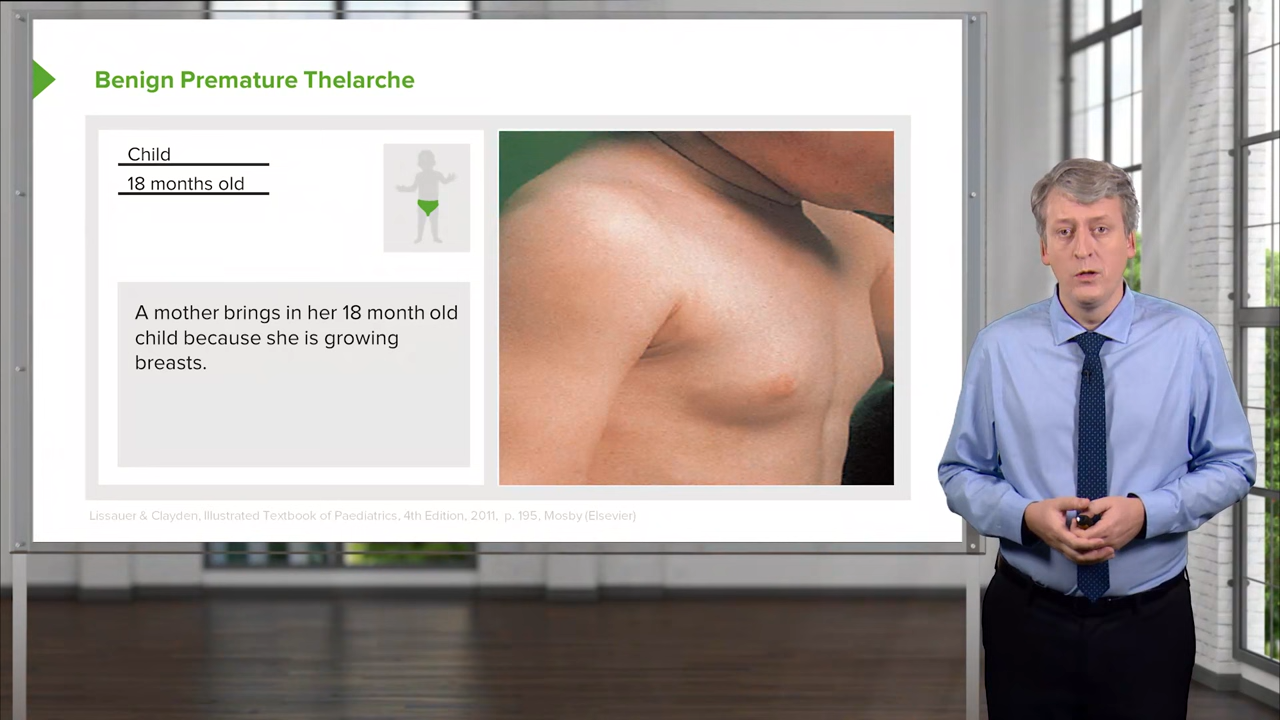 Benign Premature Thelarche
Child
18 months old
A mother brings in her 18 month old
child because she is growing
breasts.
Lissauer & Clayden, Illustrated Textbook of Paediatrics, 4th Edition, 2011, p. 195, Mosby (Elsevier)